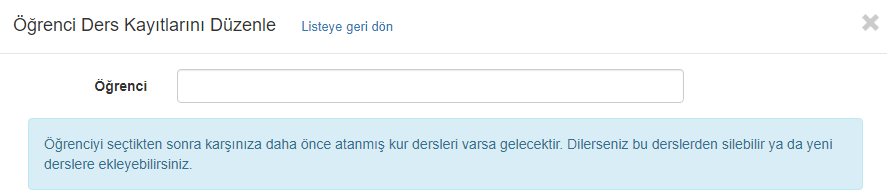 Öğrenci Ders Kayıtlarını Düzenle Listeye geri dön
Öğrenci
Öğrenciyi seçtikten sonra karşınıza daha önce atanmış kur dersleri varsa gelecektir. Dilerseniz bu derslerden silebilir ya da yeni
derslere ekleyebilirsiniz.